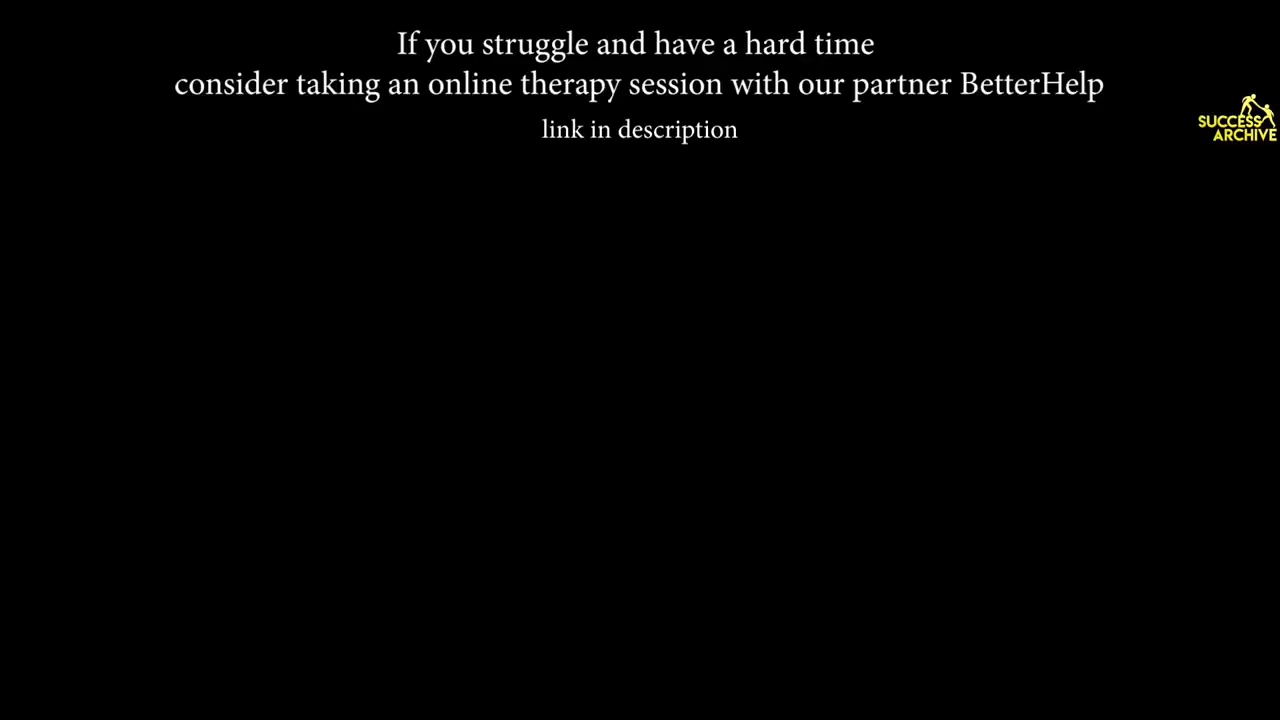 If you struggle and have a hard time
consider taking an online therapy session with our partner BetterHelp
link in description
SUCCESS
ARCHIVE